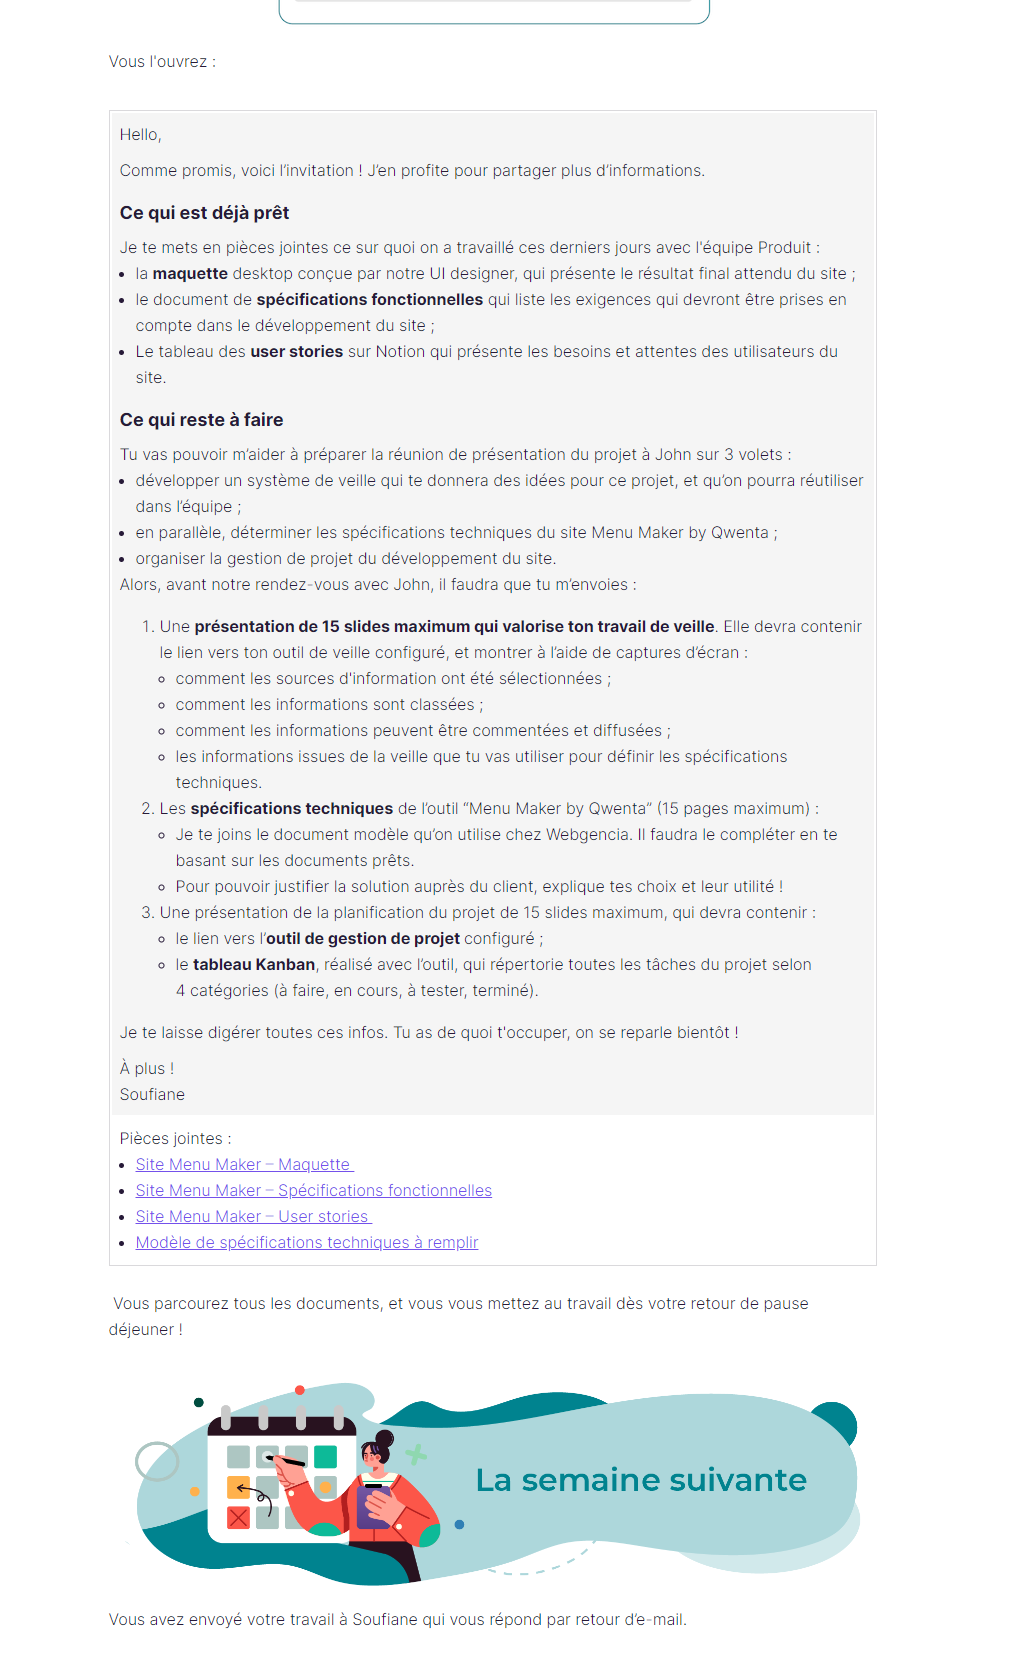 Vous l'ouvrez :
Hello,
Comme promis, voici l’invitation ! J’en profite pour partager plus d’informations.
Ce qui est déjà prêt
Je te mets en pièces jointes ce sur quoi on a travaillé ces derniers jours avec l'équipe Produit :
• la maquette desktop conçue par notre UI designer, qui présente le résultat final attendu du site ;
• le document de spécifications fonctionnelles qui liste les exigences qui devront être prises en
compte dans le développement du site ;
• Le tableau des user stories sur Notion qui présente les besoins et attentes des utilisateurs du
site.
Ce qui reste à faire
Tu vas pouvoir m’aider à préparer la réunion de présentation du projet à John sur 3 volets :
• développer un système de veille qui te donnera des idées pour ce projet, et qu’on pourra réutiliser
dans l’équipe ;
• en parallèle, déterminer les spécifications techniques du site Menu Maker by Qwenta ;
• organiser la gestion de projet du développement du site.
Alors, avant notre rendez-vous avec John, il faudra que tu m’envoies :
1. Une présentation de 15 slides maximum qui valorise ton travail de veille. Elle devra contenir
le lien vers ton outil de veille configuré, et montrer à l’aide de captures d’écran :
◦ comment les sources d'information ont été sélectionnées ;
◦ comment les informations sont classées ;
◦ comment les informations peuvent être commentées et diffusées ;
◦ les informations issues de la veille que tu vas utiliser pour définir les spécifications
techniques.
2. Les spécifications techniques de l’outil “Menu Maker by Qwenta” (15 pages maximum) :
◦ Je te joins le document modèle qu’on utilise chez Webgencia. Il faudra le compléter en te
basant sur les documents prêts.
◦ Pour pouvoir justifier la solution auprès du client, explique tes choix et leur utilité !
3. Une présentation de la planification du projet de 15 slides maximum, qui devra contenir :
◦ le lien vers l’outil de gestion de projet configuré ;
◦ le tableau Kanban, réalisé avec l’outil, qui répertorie toutes les tâches du projet selon
4 catégories (à faire, en cours, à tester, terminé).
Je te laisse digérer toutes ces infos. Tu as de quoi t'occuper, on se reparle bientôt !
À plus !
Soufiane
Pièces jointes :
• Site Menu Maker – Maquette
• Site Menu Maker – Spécifications fonctionnelles
• Site Menu Maker – User stories
• Modèle de spécifications techniques à remplir
Vous parcourez tous les documents, et vous vous mettez au travail dès votre retour de pause
déjeuner !
La semaine suivante
Vous avez envoyé votre travail à Soufiane qui vous répond par retour d’e-mail.